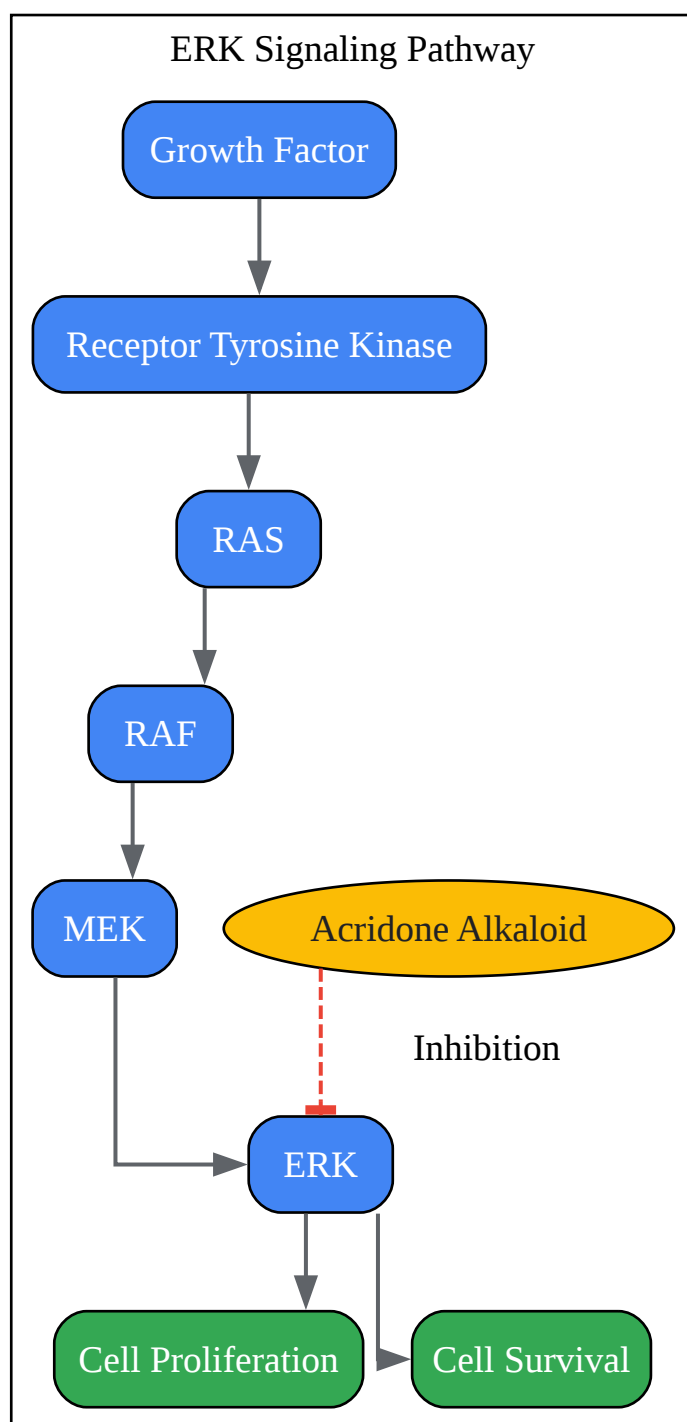 ERK Signaling Pathway
Growth Factor
Receptor Tyrosine Kinase
RAS
RAF
MEK
Acridone Alkaloid
Inhibition
ERK
Cell Proliferation
Cell Survival